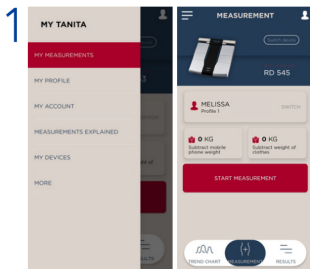 1
MY TANITA
MY MEASUREMENTS
MY PROFILE
MY ACCOUNT
MEASUREMENTS EXPLAINED
MY DEVICES
MORE
MEASUREMENT
Switch device
RD 545
MELISSA
Profile 1
SWITCH
0 KG
Subtract mobile
phone weight
0 KG
Subtract weight of
clothes
START MEASUREMENT
TREND CHART
MEASUREMENT
RESULTS